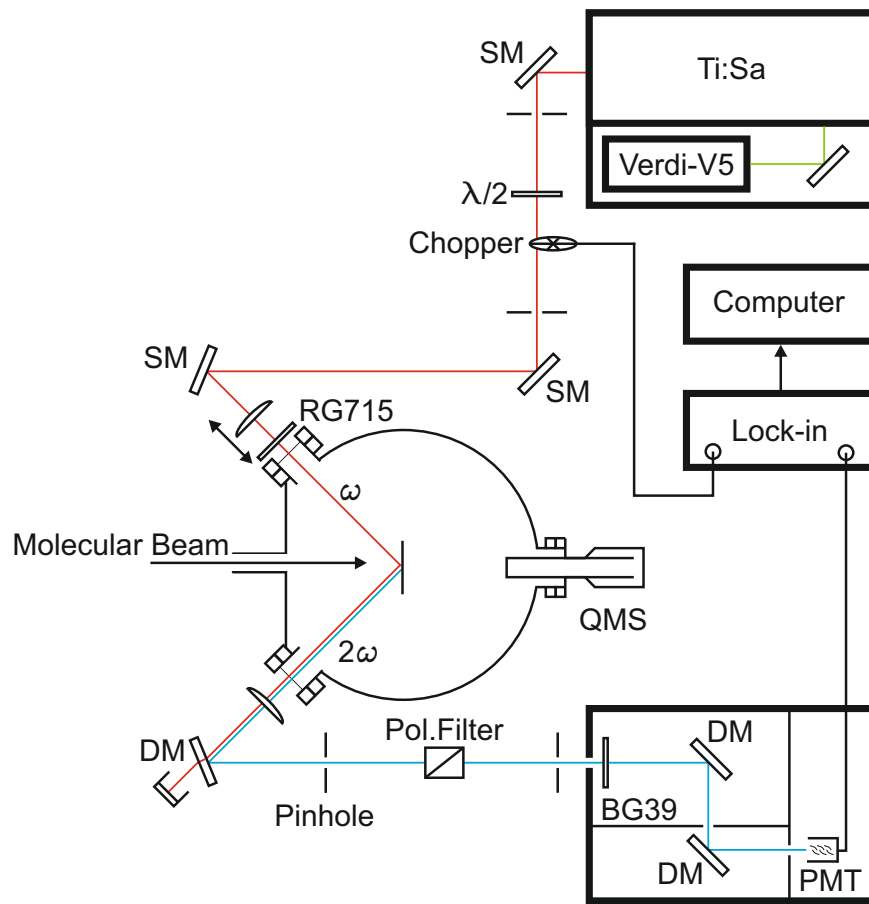 SM
Ti:Sa
Verdi-V5
λ/2
Chopper
Computer
SM
SM
RG715
Lock-in
ω
Molecular Beam
QMS
2ω
DM
Pol.Filter
DM
Pinhole
BG39
DM
PMT